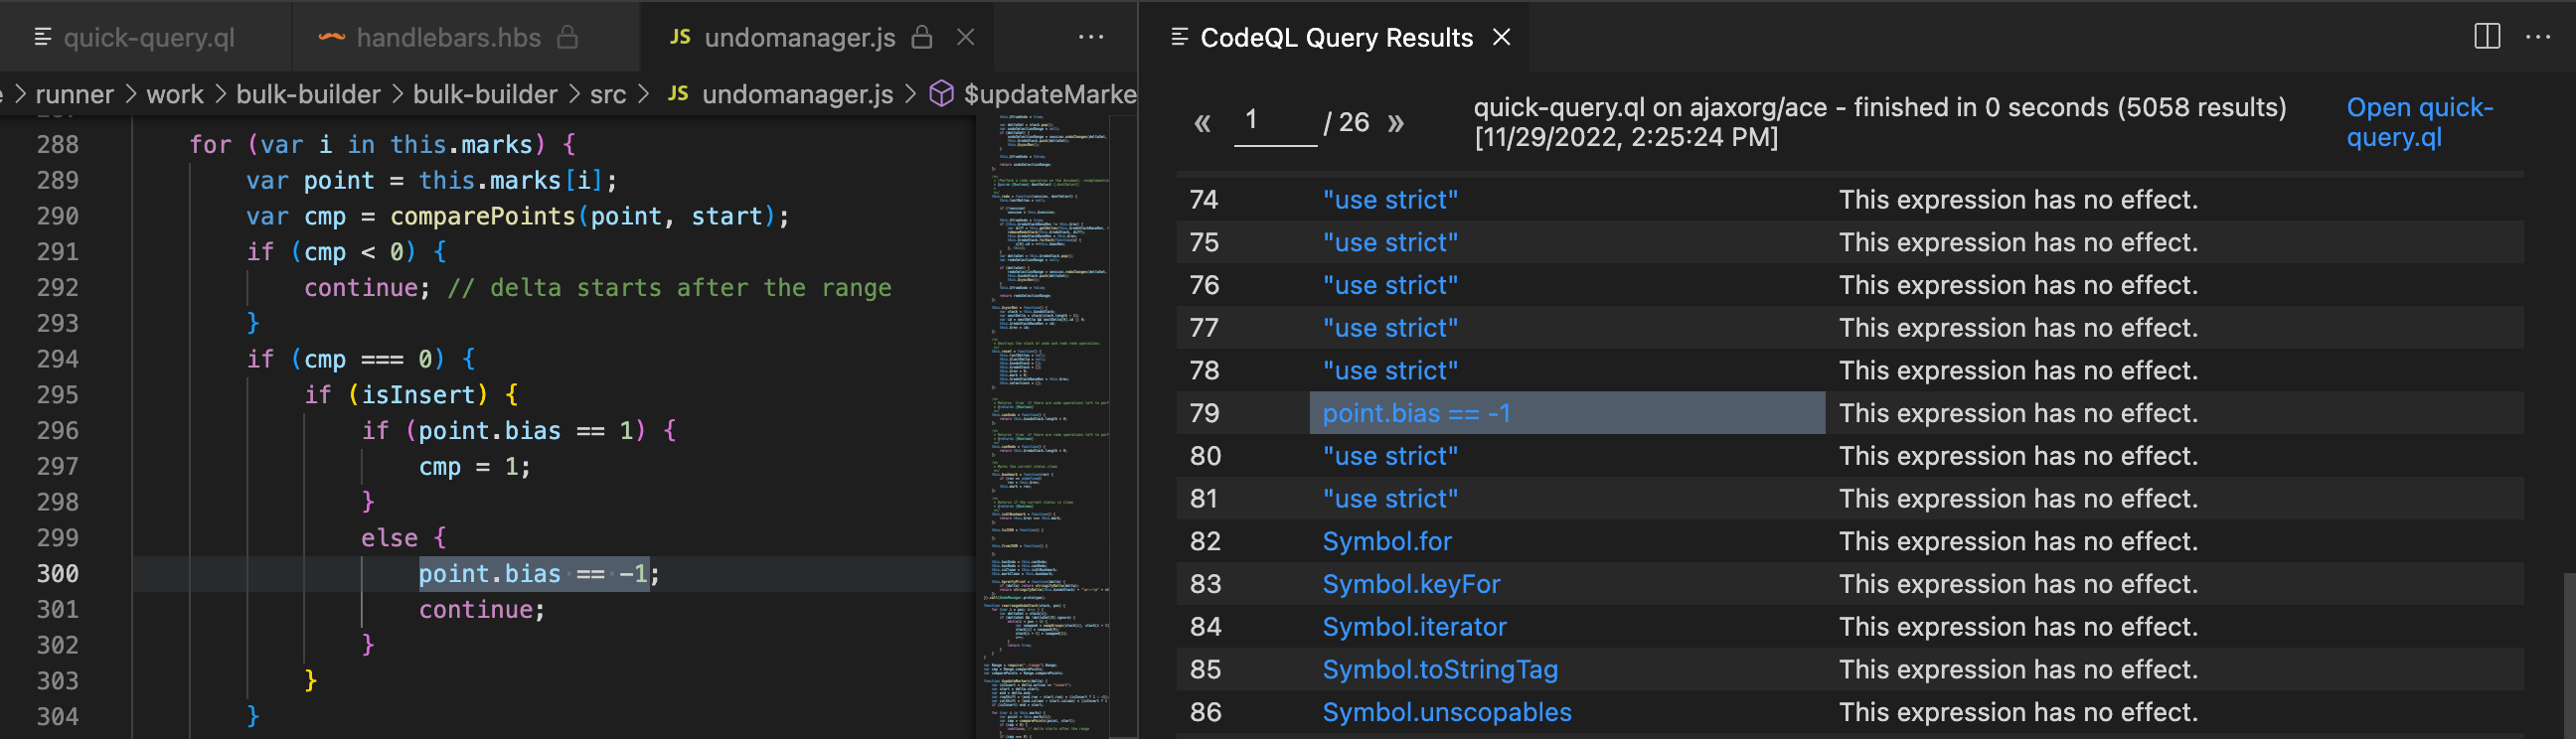 quick-query.ql
handlebars.hbs
JS undomanager.js
···
e > runner > work > bulk-builder > bulk-builder > src > JS undomanager.js > $updateMarke
288 for (var i in this.marks) {
289 var point = this.marks[i];
290 var cmp = comparePoints(point, start);
291 if (cmp < 0) {
292 continue; // delta starts after the range
293 }
294 if (cmp === 0) {
295 if (isInsert) {
296 if (point.bias == 1) {
297 cmp = 1;
298 }
299 else {
300 point.bias == -1;
301 continue;
302 }
303 }
304 }
CodeQL Query Results
···
« 1 / 26 »
quick-query.ql on ajaxorg/ace - finished in 0 seconds (5058 results)
[11/29/2022, 2:25:24 PM]
Open quick-
query.ql
74 "use strict" This expression has no effect.
75 "use strict" This expression has no effect.
76 "use strict" This expression has no effect.
77 "use strict" This expression has no effect.
78 "use strict" This expression has no effect.
79 point.bias == -1 This expression has no effect.
80 "use strict" This expression has no effect.
81 "use strict" This expression has no effect.
82 Symbol.for This expression has no effect.
83 Symbol.keyFor This expression has no effect.
84 Symbol.iterator This expression has no effect.
85 Symbol.toStringTag This expression has no effect.
86 Symbol.unscopables This expression has no effect.